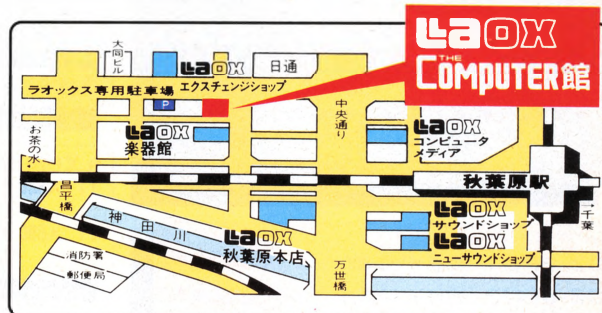 LaOX
THE
COMPUTER館
大同ビル
LaOX
エクスチェンジショップ
日通
ラオックス専用駐車場
P
中央通り
お茶の水
LaOX
楽器館
LaOX
コンピュータ
メディア
秋葉原駅
昌平橋
神田川
千葉
LaOX
サウンドショップ
LaOX
ニューサウンドショップ
LaOX
秋葉原本店
万世橋
消防署
郵便局